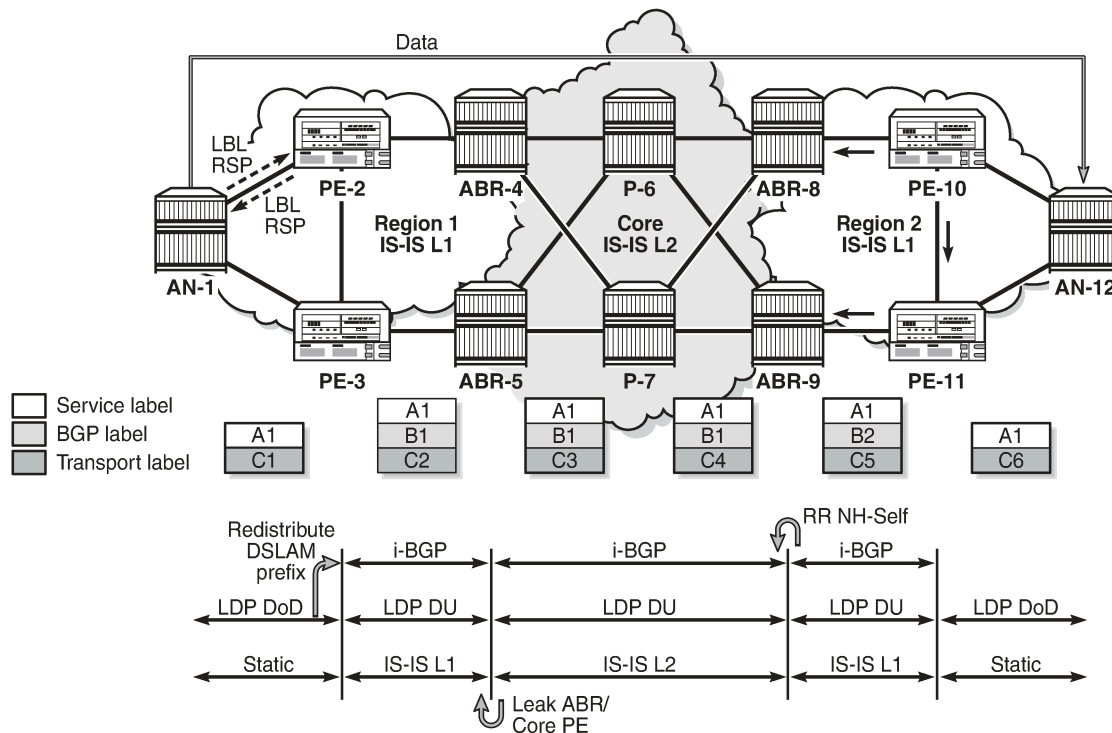 Data
LBL
RSP
LBL
RSP
PE-2
ABR-4
P-6
ABR-8
PE-10
Region 1
IS-IS L1
Core
IS-IS L2
Region 2
IS-IS L1
AN-1
AN-12
PE-3
ABR-5
P-7
ABR-9
PE-11
Service label
BGP label
Transport label
A1
C1
A1
B1
C2
A1
B1
C3
A1
B1
C4
A1
B2
C5
A1
C6
Redistribute
DSLAM
prefix
RR NH-Self
i-BGP
i-BGP
i-BGP
LDP DoD
LDP DU
LDP DU
LDP DU
LDP DoD
Static
IS-IS L1
IS-IS L2
IS-IS L1
Static
Leak ABR/
Core PE